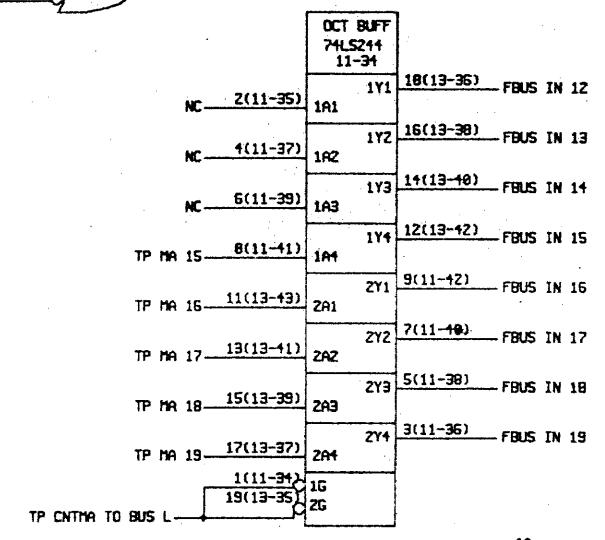 OCT BUFF
74LS244
11-34
NC 2(11-35) 1A1 1Y1 18(13-36) FBUS IN 12
NC 4(11-37) 1A2 1Y2 16(13-38) FBUS IN 13
NC 6(11-39) 1A3 1Y3 14(13-40) FBUS IN 14
TP MA 15 8(11-41) 1A4 1Y4 12(13-42) FBUS IN 15
TP MA 16 11(13-43) 2A1 2Y1 9(11-42) FBUS IN 16
TP MA 17 13(13-41) 2A2 2Y2 7(11-40) FBUS IN 17
TP MA 18 15(13-39) 2A3 2Y3 5(11-38) FBUS IN 18
TP MA 19 17(13-37) 2A4 2Y4 3(11-36) FBUS IN 19
1(11-34) 1G
19(13-35) 2G
TP CNTMA TO BUS L